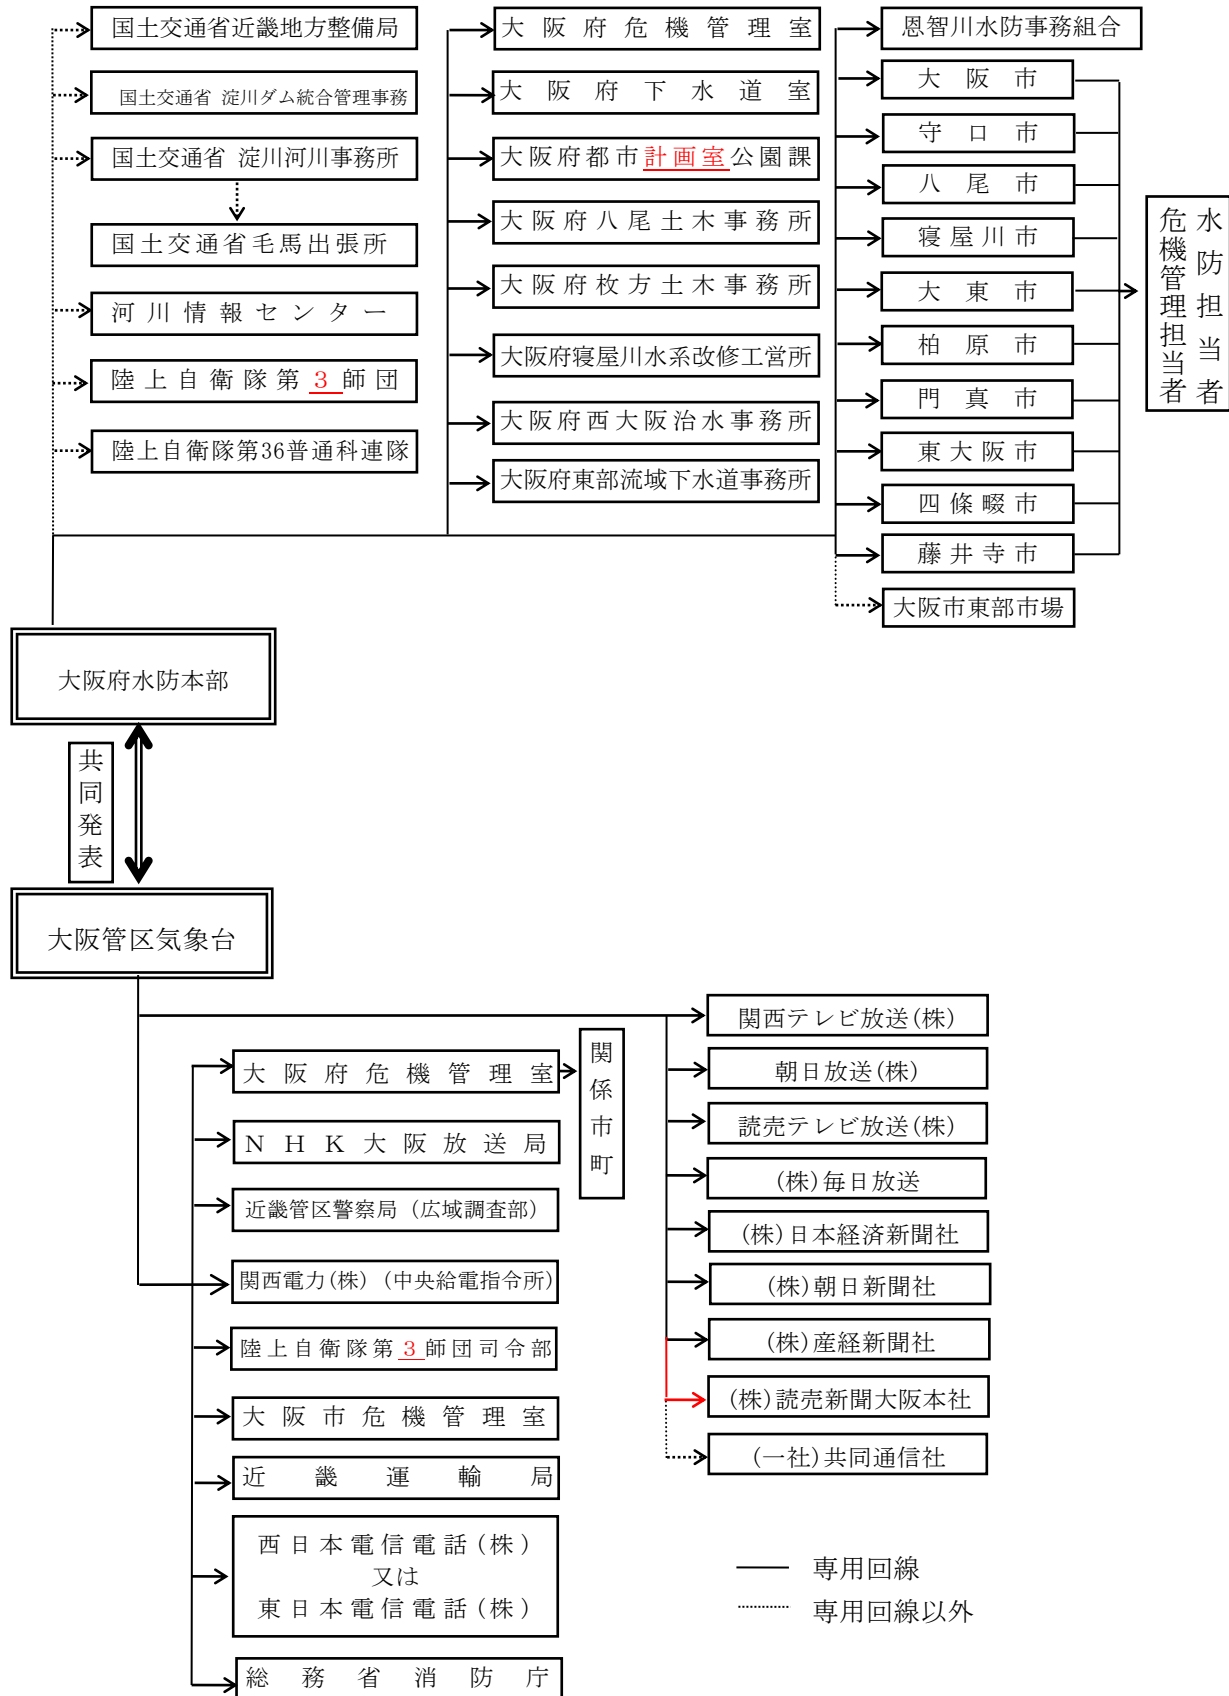 国土交通省近畿地方整備局
国土交通省 淀川ダム統合管理事務
国土交通省 淀川河川事務所
国土交通省毛馬出張所
河川情報センター
陸上自衛隊第３師団
陸上自衛隊第36普通科連隊
大阪府危機管理室
大阪府下水道室
大阪府都市計画室公園課
大阪府八尾土木事務所
大阪府枚方土木事務所
大阪府寝屋川水系改修工営所
大阪府西大阪治水事務所
大阪府東部流域下水道事務所
恩智川水防事務組合
大阪市
守口市
八尾市
寝屋川市
大東市
柏原市
門真市
東大阪市
四條畷市
藤井寺市
大阪市東部市場
水防担当者
危機管理担当者
大阪府水防本部
共同発表
大阪管区気象台
大阪府危機管理室
関係市町
ＮＨＫ大阪放送局
近畿管区警察局（広域調査部）
関西電力(株)（中央給電指令所）
陸上自衛隊第３師団司令部
大阪市危機管理室
近畿運輸局
西日本電信電話(株)
又は
東日本電信電話(株)
総務省消防庁
関西テレビ放送(株)
朝日放送(株)
読売テレビ放送(株)
(株)毎日放送
(株)日本経済新聞社
(株)朝日新聞社
(株)産経新聞社
(株)読売新聞大阪本社
(一社)共同通信社
専用回線
専用回線以外